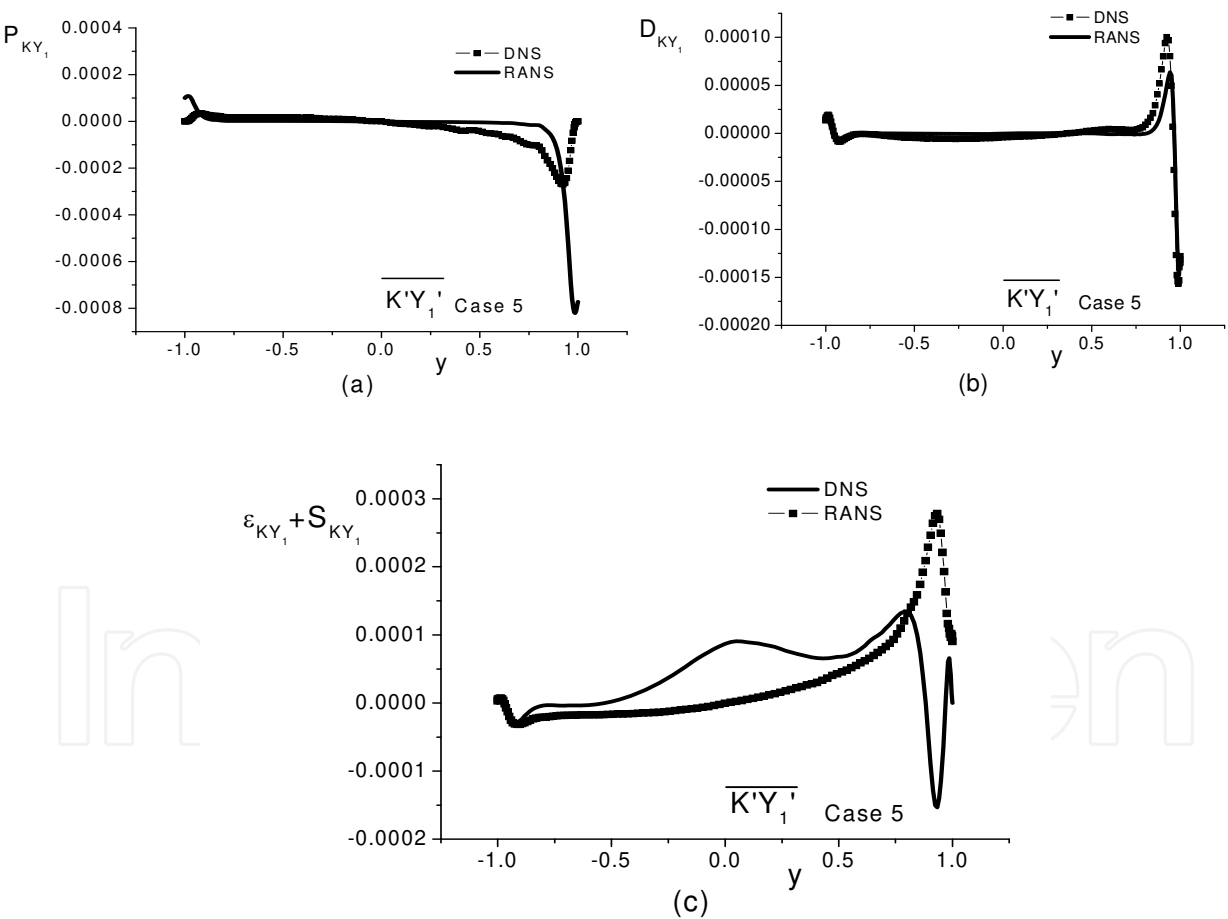 P_KY₁
0.0004
0.0002
0.0000
-0.0002
-0.0004
-0.0006
-0.0008
DNS
RANS
K'Y₁' Case 5
-1.0 -0.5 0.0 0.5 1.0
y
(a)
D_KY₁
0.00010
0.00005
0.00000
-0.00005
-0.00010
-0.00015
-0.00020
DNS
RANS
K'Y₁' Case 5
-1.0 -0.5 0.0 0.5 1.0
y
(b)
ε_KY₁+S_KY₁
0.0003
0.0002
0.0001
0.0000
-0.0001
-0.0002
DNS
RANS
K'Y₁' Case 5
-1.0 -0.5 0.0 0.5 1.0
y
(c)
In
en